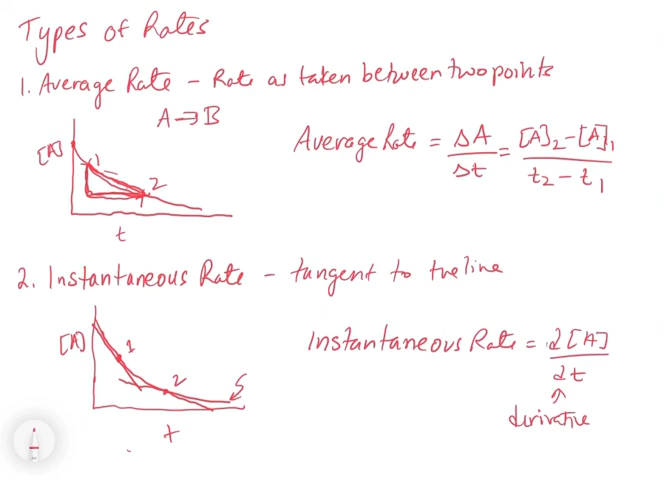 Types of Rates
1. Average Rate – Rate as taken between two points
A → B
[A]
1
2
t
Average Rate = ΔA/Δt = [A]₂ – [A]₁ / t₂ – t₁
2. Instantaneous Rate – tangent to the line
[A]
1
2
t
Instantaneous Rate = d[A]/dt
derivative